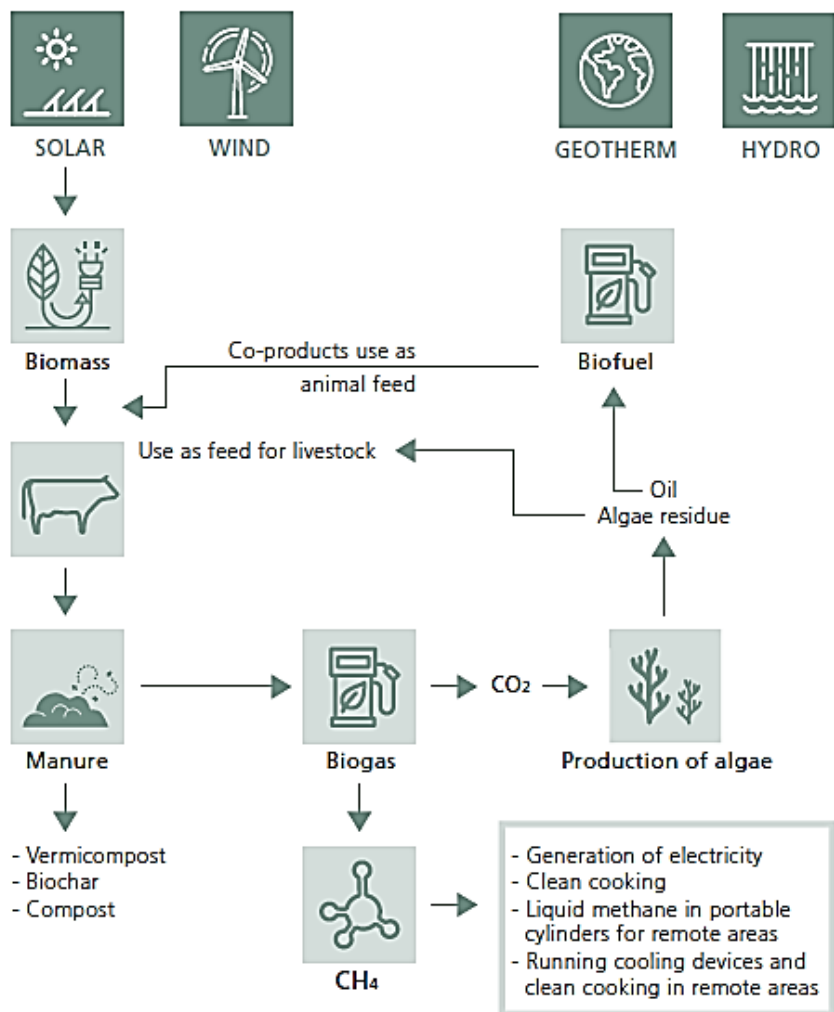 SOLAR
WIND
GEOTHERM
HYDRO
Biomass
Co-products use as
animal feed
Biofuel
Use as feed for livestock
Oil
Algae residue
Manure
Biogas
CO₂
Production of algae
- Vermicompost
- Biochar
- Compost
CH₄
- Generation of electricity
- Clean cooking
- Liquid methane in portable
cylinders for remote areas
- Running cooling devices and
clean cooking in remote areas